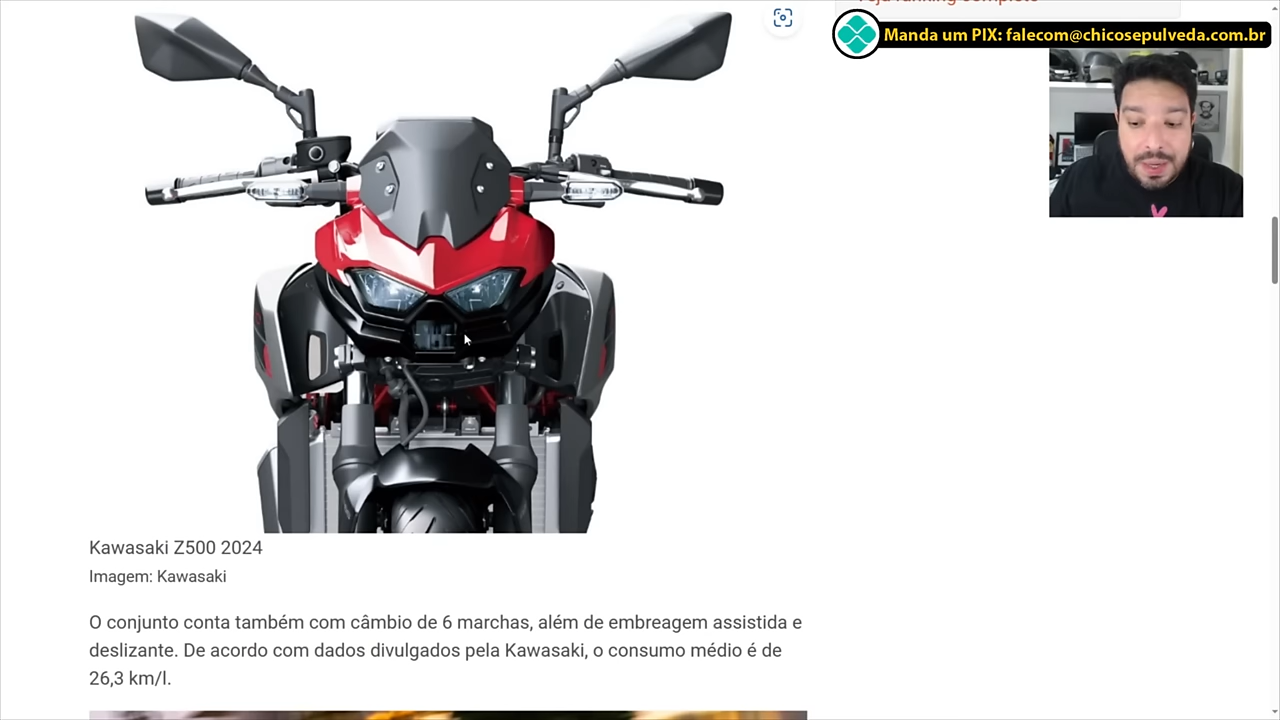 Manda um PIX: falecom@chicosepulveda.com.br
Kawasaki Z500 2024
Imagem: Kawasaki
O conjunto conta também com câmbio de 6 marchas, além de embreagem assistida e
deslizante. De acordo com dados divulgados pela Kawasaki, o consumo médio é de
26,3 km/l.